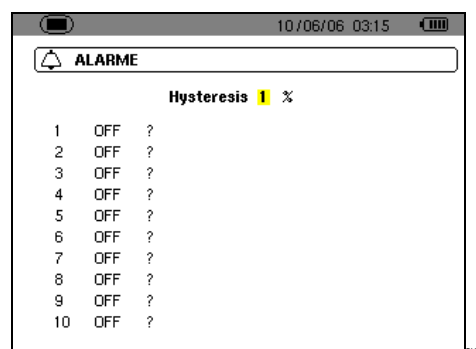 10/06/06 03:15
ALARME
Hysteresis 1 %
1 OFF ?
2 OFF ?
3 OFF ?
4 OFF ?
5 OFF ?
6 OFF ?
7 OFF ?
8 OFF ?
9 OFF ?
10 OFF ?